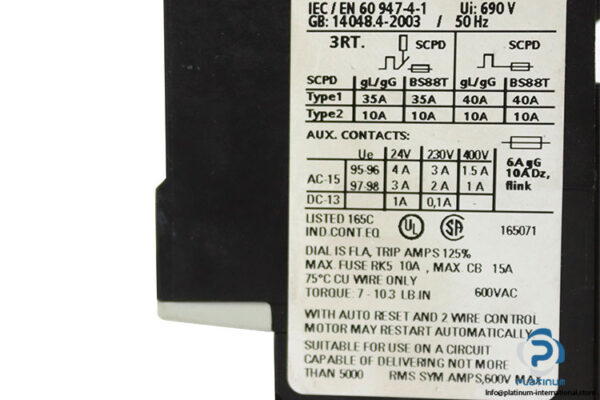 IEC / EN 60 947-4-1 Ui: 690 V
GB: 14048.4-2003 / 50 Hz
3RT. SCPD SCPD
SCPD gL/gG BS88T gL/gG BS88T
Type1 35A 35A 40A 40A
Type2 10A 10A 10A 10A
AUX. CONTACTS:
Ue 24V 230V 400V
AC-15 95-96 4 A 3 A 1.5 A
97-98 3 A 2 A 1 A
DC-13 1A 0,1A
6A gG
10A Dz,
flink
LISTED 165C
IND.CONT.EQ. UL SA 165071
DIAL IS FLA, TRIP AMPS 125%
MAX. FUSE RK5 10A , MAX. CB 15A
75°C CU WIRE ONLY
TORQUE: 7 - 10.3 LB.IN 600VAC
WITH AUTO RESET AND 2 WIRE CONTROL
MOTOR MAY RESTART AUTOMATICALLY
SUITABLE FOR USE ON A CIRCUIT
CAPABLE OF DELIVERING NOT MORE
THAN 5000 RMS SYM AMPS,600V MAX.
PLATINUM
INTERNATIONAL
Info@platinum-international.store